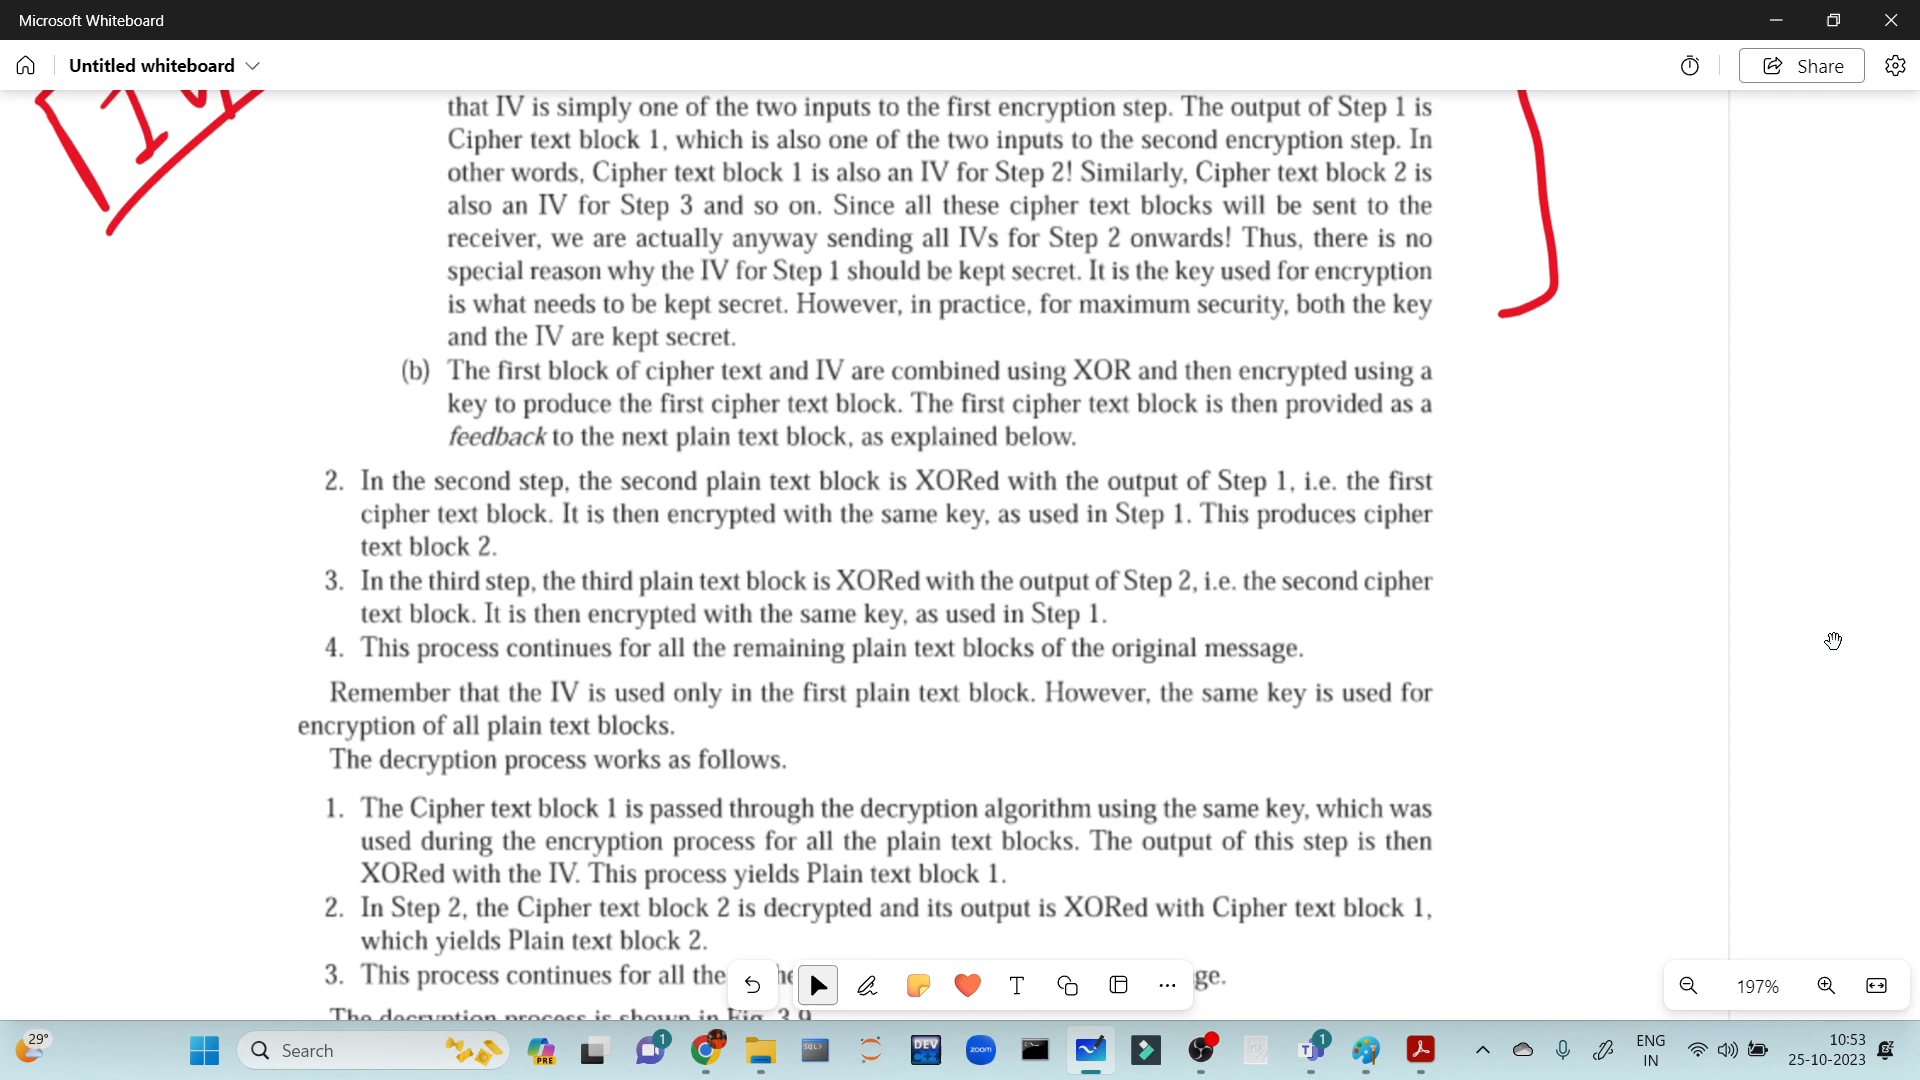 Microsoft Whiteboard
Untitled whiteboard
Share
that IV is simply one of the two inputs to the first encryption step. The output of Step 1 is
Cipher text block 1, which is also one of the two inputs to the second encryption step. In
other words, Cipher text block 1 is also an IV for Step 2! Similarly, Cipher text block 2 is
also an IV for Step 3 and so on. Since all these cipher text blocks will be sent to the
receiver, we are actually anyway sending all IVs for Step 2 onwards! Thus, there is no
special reason why the IV for Step 1 should be kept secret. It is the key used for encryption
is what needs to be kept secret. However, in practice, for maximum security, both the key
and the IV are kept secret.
(b) The first block of cipher text and IV are combined using XOR and then encrypted using a
key to produce the first cipher text block. The first cipher text block is then provided as a
feedback to the next plain text block, as explained below.
2. In the second step, the second plain text block is XORed with the output of Step 1, i.e. the first
cipher text block. It is then encrypted with the same key, as used in Step 1. This produces cipher
text block 2.
3. In the third step, the third plain text block is XORed with the output of Step 2, i.e. the second cipher
text block. It is then encrypted with the same key, as used in Step 1.
4. This process continues for all the remaining plain text blocks of the original message.
Remember that the IV is used only in the first plain text block. However, the same key is used for
encryption of all plain text blocks.
The decryption process works as follows.
1. The Cipher text block 1 is passed through the decryption algorithm using the same key, which was
used during the encryption process for all the plain text blocks. The output of this step is then
XORed with the IV. This process yields Plain text block 1.
2. In Step 2, the Cipher text block 2 is decrypted and its output is XORed with Cipher text block 1,
which yields Plain text block 2.
3. This process continues for all the
The decryption process is shown in Fig. 3.9
197%
29°
Search
PRE
1
SQL>
DEV
C++
zoom
1
ENG
IN
10:53
25-10-2023